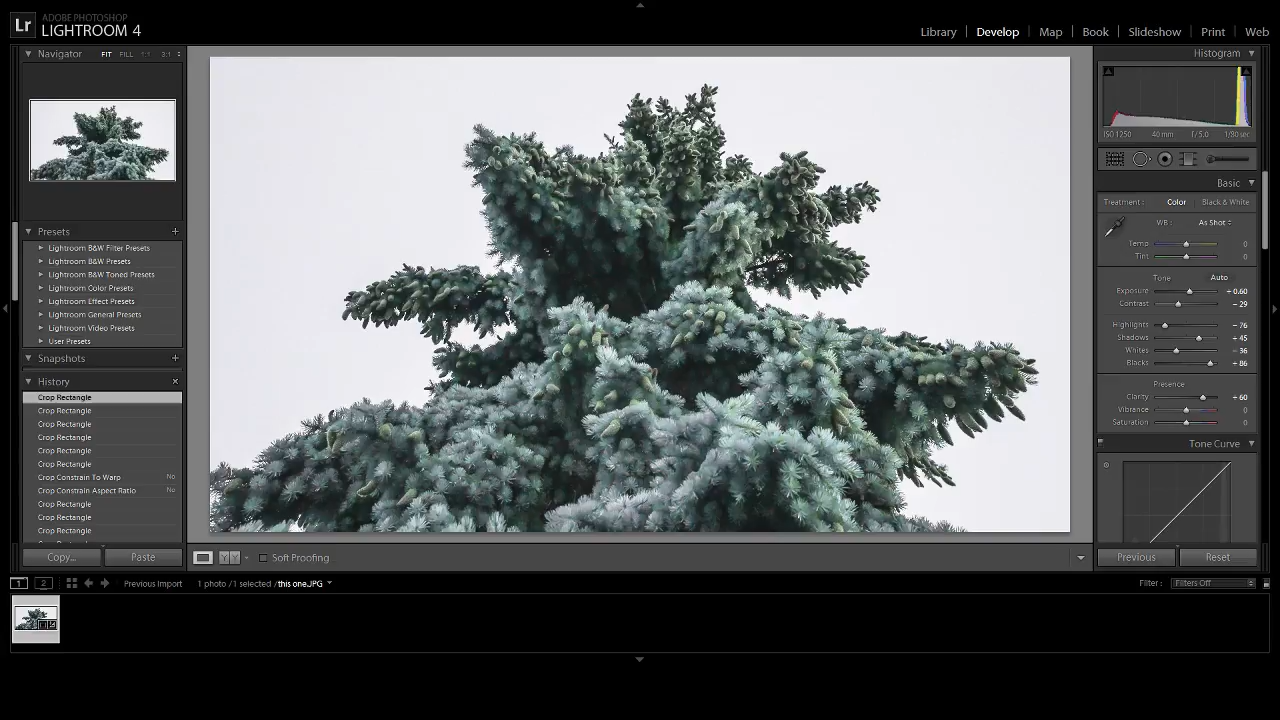 Lr ADOBE PHOTOSHOP
LIGHTROOM 4
Library | Develop | Map | Book | Slideshow | Print | Web
Navigator FIT FILL 1:1 3:1
Presets +
Lightroom B&W Filter Presets
Lightroom B&W Presets
Lightroom B&W Toned Presets
Lightroom Color Presets
Lightroom Effect Presets
Lightroom General Presets
Lightroom Video Presets
User Presets
Snapshots +
History ×
Crop Rectangle
Crop Rectangle
Crop Rectangle
Crop Rectangle
Crop Rectangle
Crop Rectangle
Crop Constrain To Warp No
Crop Constrain Aspect Ratio No
Crop Rectangle
Crop Rectangle
Crop Rectangle
Copy... Paste
Y Y Soft Proofing
Histogram
ISO 1250 40 mm f / 5.0 1/80 sec
Basic
Treatment : Color Black & White
WB : As Shot
Temp 0
Tint 0
Tone Auto
Exposure + 0.60
Contrast − 29
Highlights − 76
Shadows + 45
Whites − 36
Blacks + 86
Presence
Clarity + 60
Vibrance 0
Saturation 0
Tone Curve
Previous Reset
1 2 Previous Import 1 photo / 1 selected / this one.JPG Filter : Filters Off